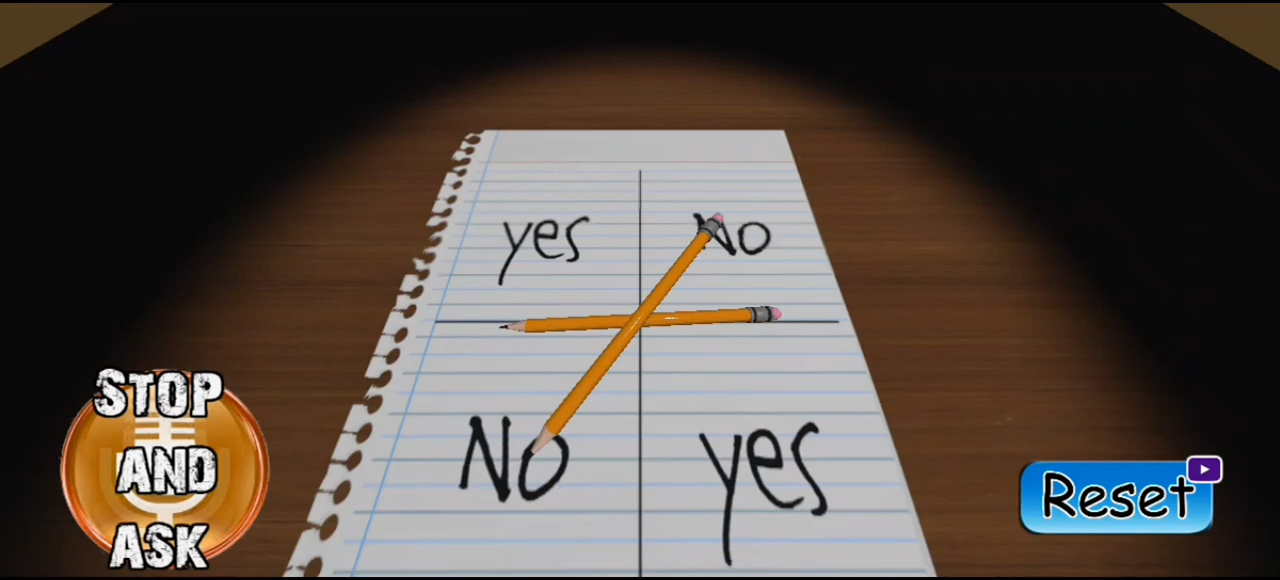 yes No
No yes
STOP
AND
ASK
Reset